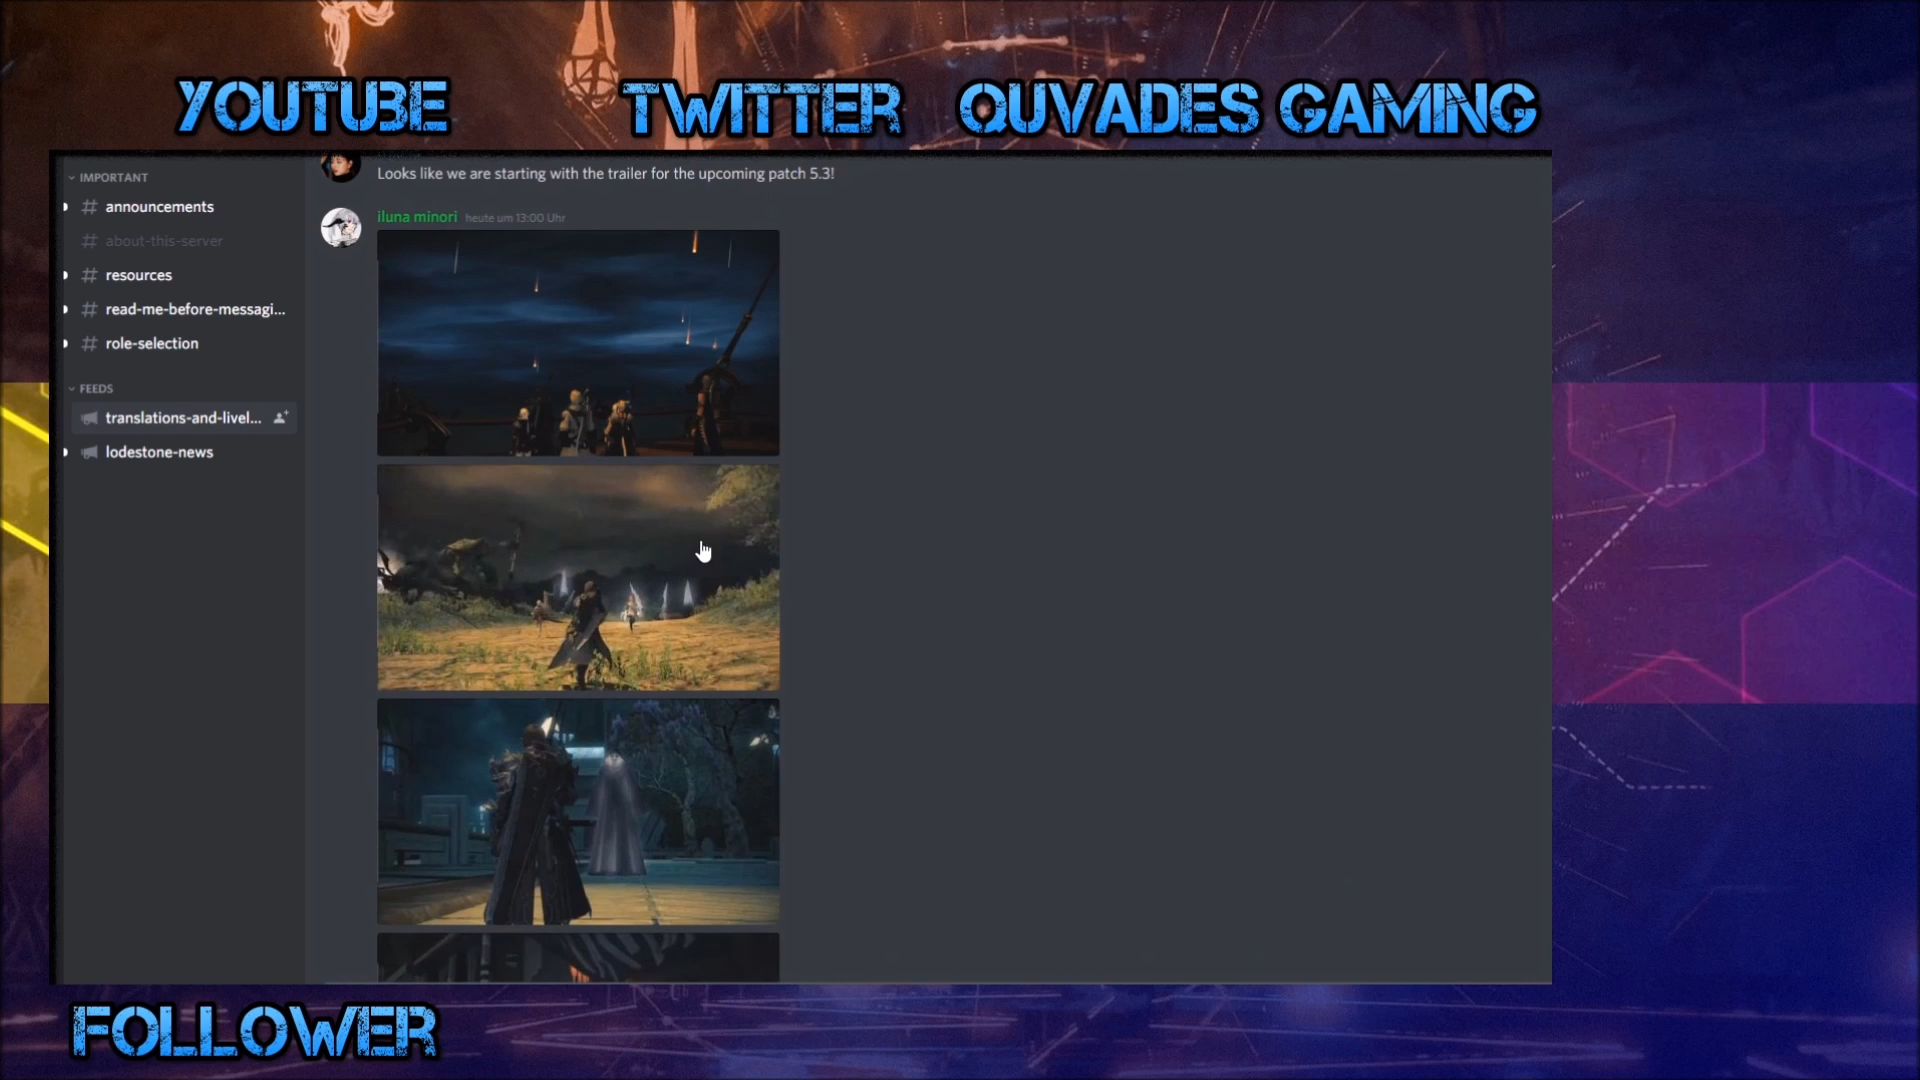 YOUTUBE
TWITTER
QUVADES GAMING
IMPORTANT
# announcements
# about-this-server
# resources
# read-me-before-messagi...
# role-selection
FEEDS
translations-and-livel...
lodestone-news
Looks like we are starting with the trailer for the upcoming patch 5.3!
iluna minori heute um 13:00 Uhr
FOLLOWER